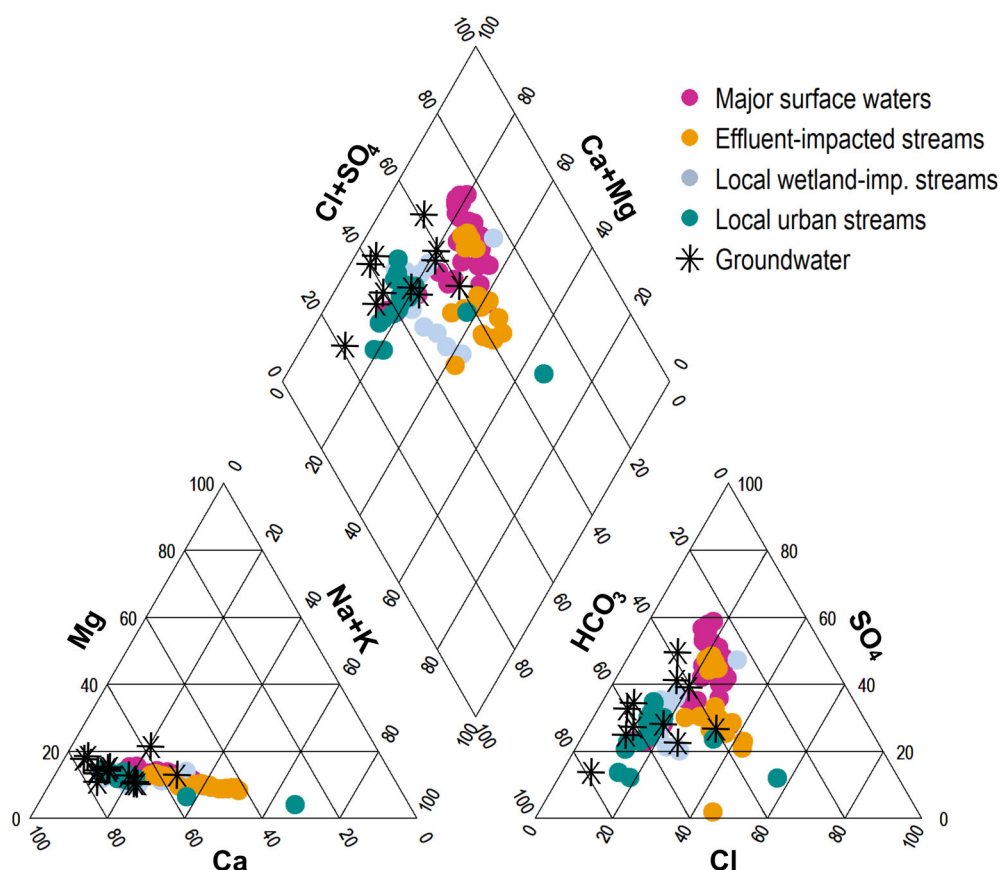 100 100
80 80
Cl+SO₄ Ca+Mg
60 60
40 40
20 20
0 0
0 0
20 20
40 40
60 60
80 80
100 100
Major surface waters
Effluent-impacted streams
Local wetland-imp. streams
Local urban streams
Groundwater
100 0
80 20
Mg Na+K
60 40
40 60
20 80
0 100
100 80 60 40 20 0
Ca
0 100
20 80
HCO₃ SO₄
40 60
60 40
80 20
100 0
0 20 40 60 80 100
Cl